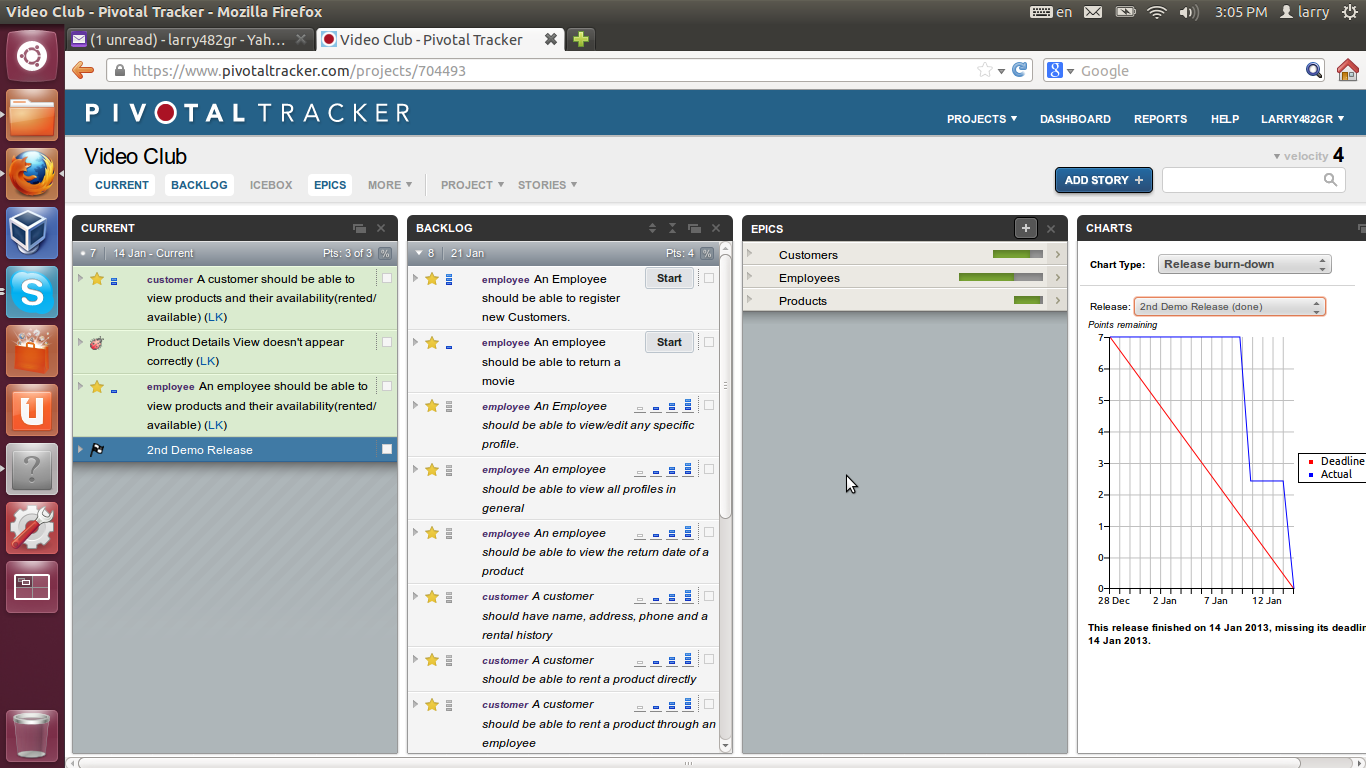 Video Club - Pivotal Tracker - Mozilla Firefox
en
3:05 PM
larry
(1 unread) - larry482gr - Yah...
Video Club - Pivotal Tracker
https://www.pivotaltracker.com/projects/704493
Google
PIVOTAL TRACKER
PROJECTS
DASHBOARD
REPORTS
HELP
LARRY482GR
Video Club
velocity 4
CURRENT
BACKLOG
ICEBOX
EPICS
MORE
PROJECT
STORIES
ADD STORY +
CURRENT
7
14 Jan - Current
Pts: 3 of 3
%
customer A customer should be able to
view products and their availability(rented/
available) (LK)
Product Details View doesn't appear
correctly (LK)
employee An employee should be able to
view products and their availability(rented/
available) (LK)
2nd Demo Release
BACKLOG
8
21 Jan
Pts: 4
%
employee An Employee
should be able to register
new Customers.
Start
employee An employee
should be able to return a
movie
Start
employee An Employee
should be able to view/edit any specific
profile.
employee An employee
should be able to view all profiles in
general
employee An employee
should be able to view the return date of a
product
customer A customer
should have name, address, phone and a
rental history
customer A customer
should be able to rent a product directly
customer A customer
should be able to rent a product through an
employee
EPICS
+
Customers
Employees
Products
CHARTS
Chart Type:
Release burn-down
Release:
2nd Demo Release (done)
Points remaining
7
6
5
4
3
2
1
0
0
28 Dec
2 Jan
7 Jan
12 Jan
Deadline
Actual
This release finished on 14 Jan 2013, missing its deadli
14 Jan 2013.